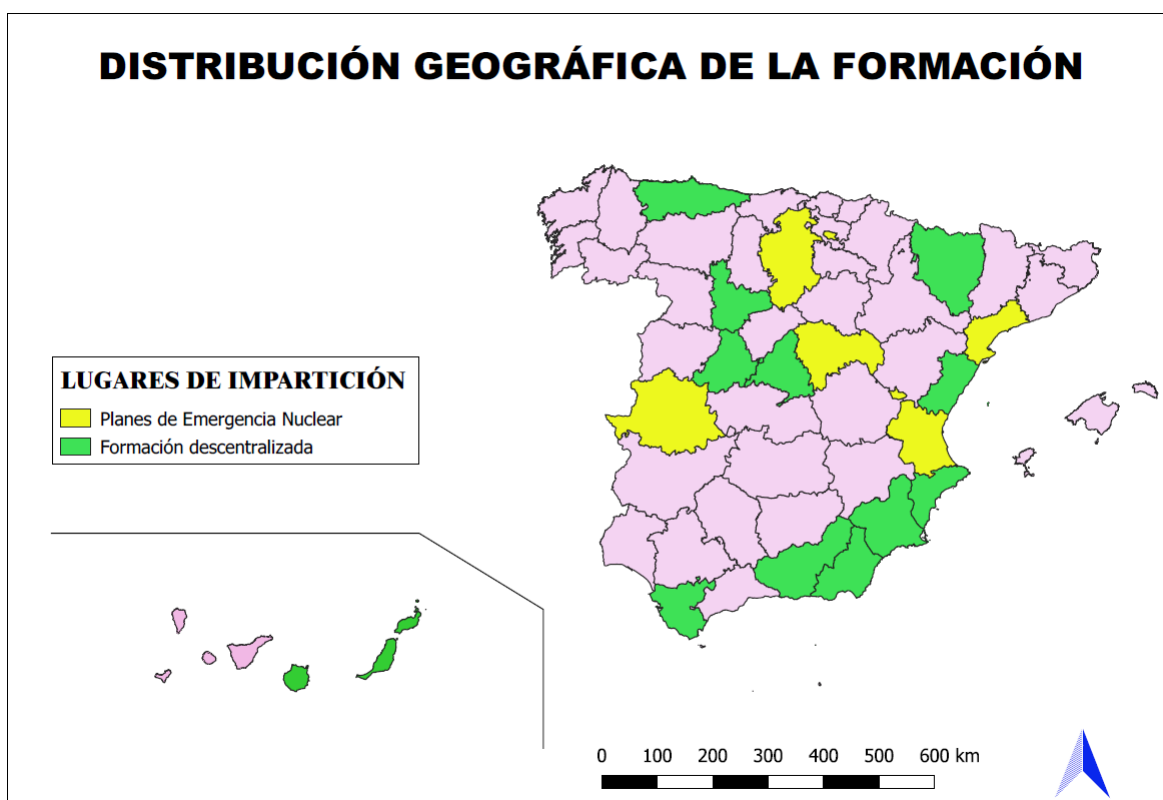 DISTRIBUCIÓN GEOGRÁFICA DE LA FORMACIÓN
LUGARES DE IMPARTICIÓN
Planes de Emergencia Nuclear
Formación descentralizada
0 100 200 300 400 500 600 km